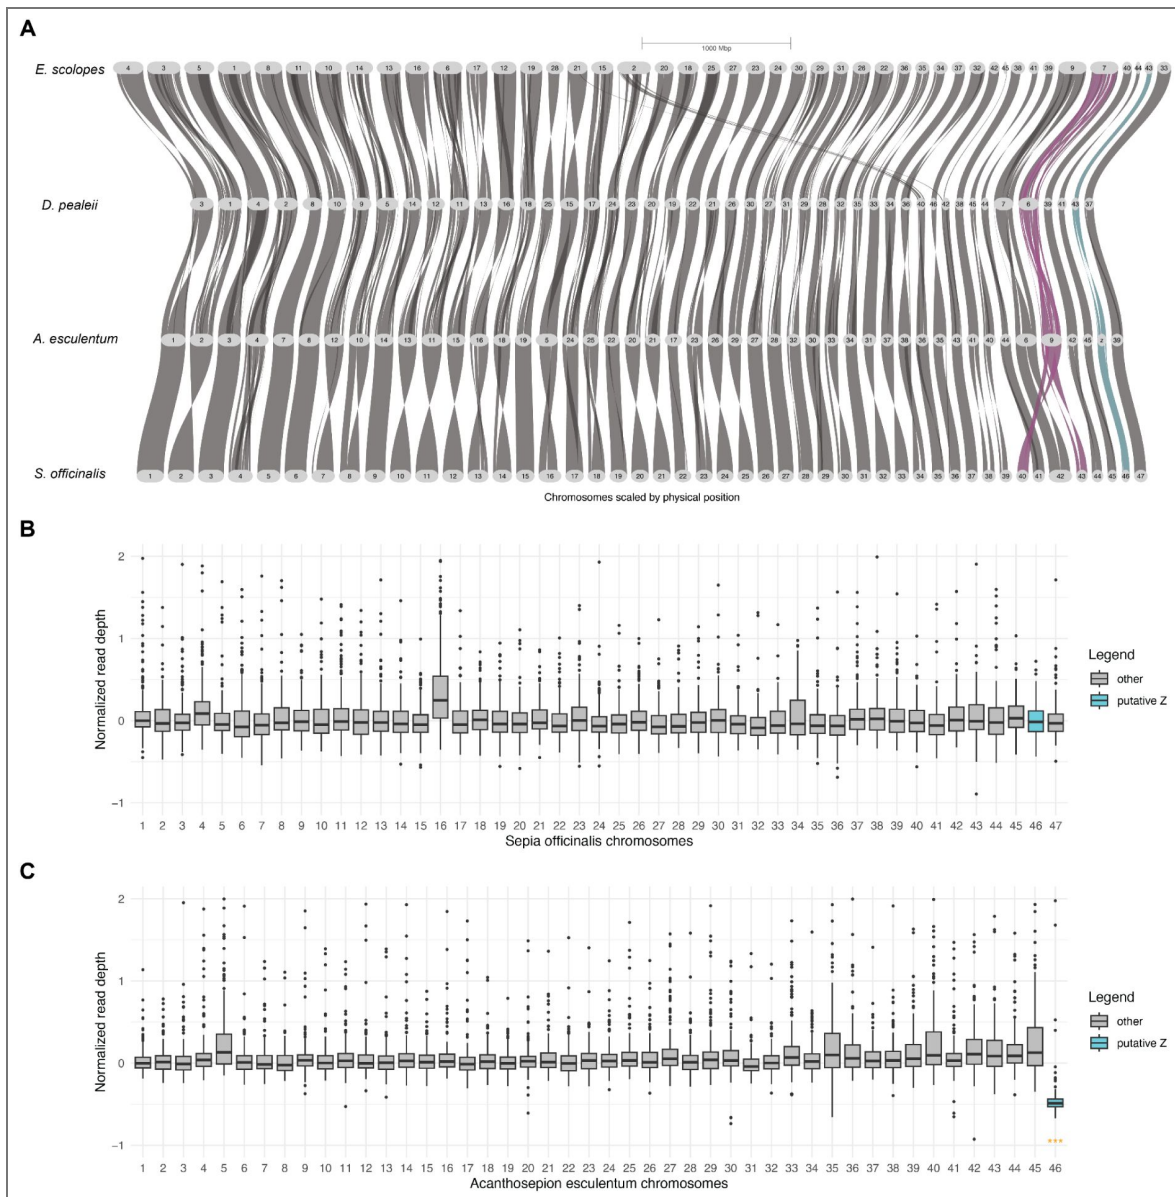 A
1000 Mbp
E. scolopes
4 3 5 1 8 11 10 14 13 16 6 17 12 19 28 21 15 2 20 18 25 27 23 24 30 29 31 26 22 36 35 34 37 32 42 45 38 41 39 9 7 40 44 43 33
D. pealeii
3 1 4 2 8 10 9 5 14 12 11 13 16 18 25 15 17 24 23 20 19 22 21 26 30 27 31 28 32 35 33 34 36 40 46 42 38 45 44 7 6 39 41 43 37
A. esculentum
1 2 3 4 7 8 12 10 14 13 11 15 16 18 19 5 24 25 22 20 21 17 23 26 29 27 28 32 30 33 34 31 37 38 36 35 43 41 40 44 6 9 42 45 z 39
S. officinalis
1 2 3 4 5 6 7 8 9 10 11 12 13 14 15 16 17 18 19 20 21 22 23 24 25 26 27 28 29 30 31 32 33 34 35 36 37 38 39 40 41 42 43 44 45 46 47
Chromosomes scaled by physical position
B
Normalized read depth
2
1
0
-1
Legend
other
putative Z
1 2 3 4 5 6 7 8 9 10 11 12 13 14 15 16 17 18 19 20 21 22 23 24 25 26 27 28 29 30 31 32 33 34 35 36 37 38 39 40 41 42 43 44 45 46 47
Sepia officinalis chromosomes
C
Normalized read depth
2
1
0
-1
Legend
other
putative Z
***
1 2 3 4 5 6 7 8 9 10 11 12 13 14 15 16 17 18 19 20 21 22 23 24 25 26 27 28 29 30 31 32 33 34 35 36 37 38 39 40 41 42 43 44 45 46
Acanthosepion esculentum chromosomes